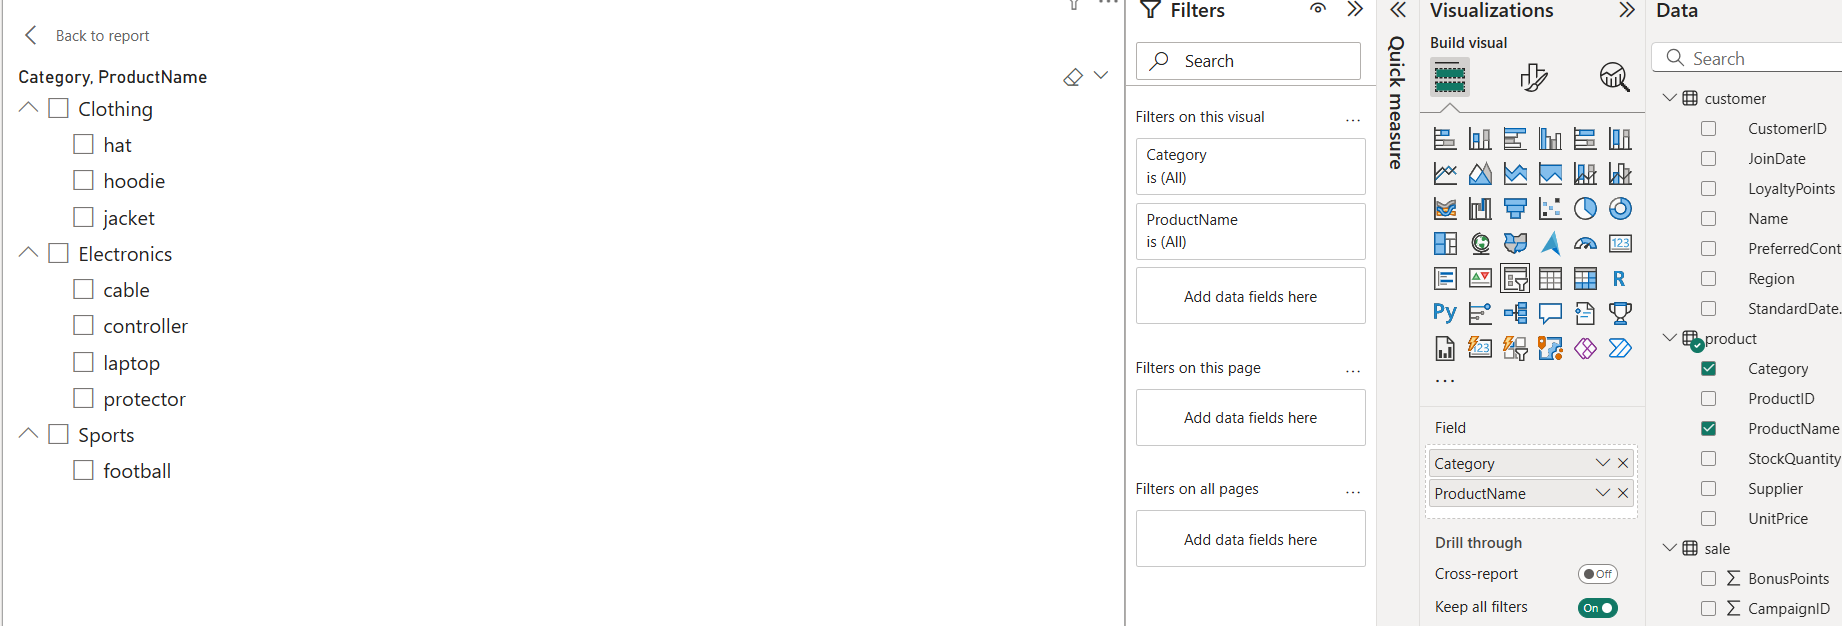 Back to report
Category, ProductName
Clothing
hat
hoodie
jacket
Electronics
cable
controller
laptop
protector
Sports
football
Filters
Search
Filters on this visual
...
Category
is (All)
ProductName
is (All)
Add data fields here
Filters on this page
...
Add data fields here
Filters on all pages
...
Add data fields here
Quick measure
Visualizations
Build visual
123
R
Py
123
...
Field
Category
ProductName
Drill through
Cross-report
Off
Keep all filters
On
Data
Search
customer
CustomerID
JoinDate
LoyaltyPoints
Name
PreferredCont
Region
StandardDate.
product
Category
ProductID
ProductName
StockQuantity
Supplier
UnitPrice
sale
∑ BonusPoints
∑ CampaignID